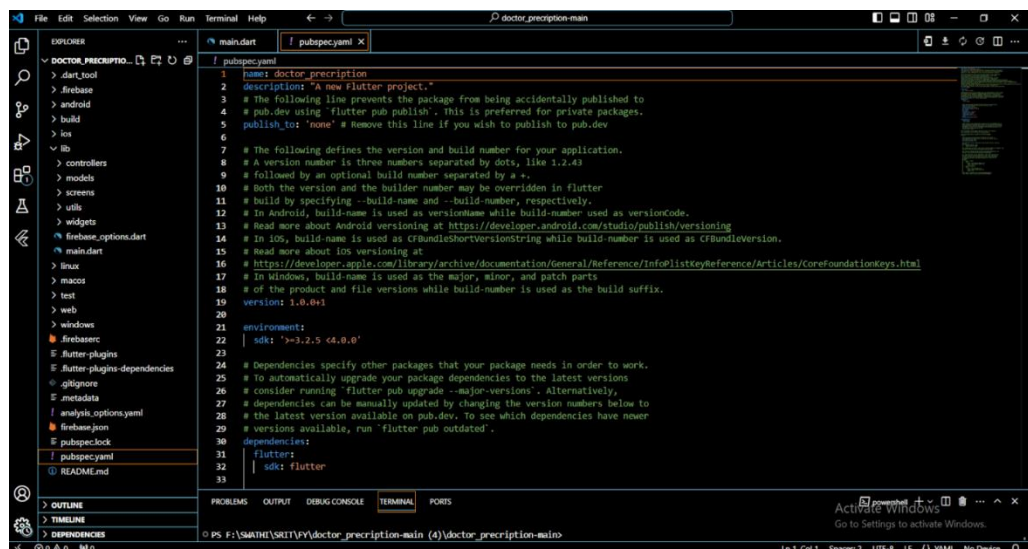 File Edit Selection View Go Run Terminal Help
doctor_precription-main
EXPLORER
main.dart
pubspec.yaml
DOCTOR_PRECRIPTIO...
pubspec.yaml
.dart_tool
.firebase
android
build
ios
lib
controllers
models
screens
utils
widgets
firebase_options.dart
main.dart
linux
macos
test
web
windows
.firebaserc
.flutter-plugins
.flutter-plugins-dependencies
.gitignore
.metadata
analysis_options.yaml
firebase.json
pubspec.lock
pubspec.yaml
README.md
OUTLINE
TIMELINE
DEPENDENCIES
1 name: doctor_precription
2 description: "A new Flutter project."
3 # The following line prevents the package from being accidentally published to
4 # pub.dev using `flutter pub publish`. This is preferred for private packages.
5 publish_to: 'none' # Remove this line if you wish to publish to pub.dev
6
7 # The following defines the version and build number for your application.
8 # A version number is three numbers separated by dots, like 1.2.43
9 # followed by an optional build number separated by a +.
10 # Both the version and the builder number may be overridden in flutter
11 # build by specifying --build-name and --build-number, respectively.
12 # In Android, build-name is used as versionName while build-number used as versionCode.
13 # Read more about Android versioning at https://developer.android.com/studio/publish/versioning
14 # In iOS, build-name is used as CFBundleShortVersionString while build-number is used as CFBundleVersion.
15 # Read more about iOS versioning at
16 # https://developer.apple.com/library/archive/documentation/General/Reference/InfoPlistKeyReference/Articles/CoreFoundationKeys.html
17 # In Windows, build-name is used as the major, minor, and patch parts
18 # of the product and file versions while build-number is used as the build suffix.
19 version: 1.0.0+1
20
21 environment:
22 sdk: '>=3.2.5 <4.0.0'
23
24 # Dependencies specify other packages that your package needs in order to work.
25 # To automatically upgrade your package dependencies to the latest versions
26 # consider running `flutter pub upgrade --major-versions`. Alternatively,
27 # dependencies can be manually updated by changing the version numbers below to
28 # the latest version available on pub.dev. To see which dependencies have newer
29 # versions available, run `flutter pub outdated`.
30 dependencies:
31 flutter:
32 sdk: flutter
33
PROBLEMS OUTPUT DEBUG CONSOLE TERMINAL PORTS
powershell
Activate Windows
Go to Settings to activate Windows.
PS F:\SWATHI\SRIT\FY\doctor_precription-main (4)\doctor_precription-main>
Ln 1, Col 1 Spaces: 2 UTF-8 LF YAML No Device